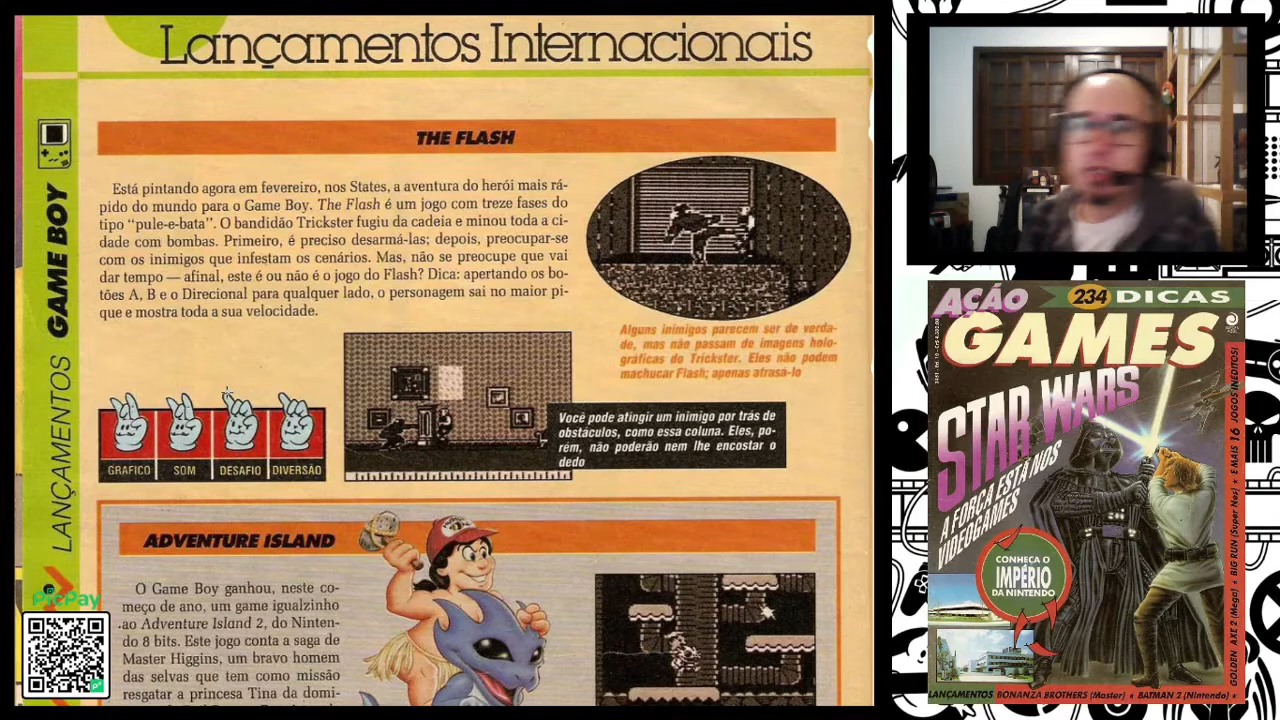 Lançamentos Internacionais
LANÇAMENTOS GAME BOY
THE FLASH
Está pintando agora em fevereiro, nos States, a aventura do herói mais rá-
pido do mundo para o Game Boy. The Flash é um jogo com treze fases do
tipo “pule-e-bata”. O bandidão Trickster fugiu da cadeia e minou toda a ci-
dade com bombas. Primeiro, é preciso desarmá-las; depois, preocupar-se
com os inimigos que infestam os cenários. Mas, não se preocupe que vai
dar tempo — afinal, este é ou não é o jogo do Flash? Dica: apertando os bo-
tões A, B e o Direcional para qualquer lado, o personagem sai no maior pi-
que e mostra toda a sua velocidade.
Alguns inimigos parecem ser de verda-
de, mas não passam de imagens holo-
gráficas do Trickster. Eles não podem
machucar Flash; apenas atrasá-lo
Você pode atingir um inimigo por trás de
obstáculos, como essa coluna. Eles, po-
rém, não poderão nem lhe encostar o
dedo
GRAFICO SOM DESAFIO DIVERSÃO
ADVENTURE ISLAND
O Game Boy ganhou, neste co-
meço de ano, um game igualzinho
ao Adventure Island 2, do Ninten-
do 8 bits. Este jogo conta a saga de
Master Higgins, um bravo homem
das selvas que tem como missão
resgatar a princesa Tina da domi-
PicPay
AÇÃO 234 DICAS
GAMES
STAR WARS
A FORÇA ESTÁ NOS
VIDEOGAMES
CONHEÇA O
IMPÉRIO
DA NINTENDO
GOLDEN AXE 2 (Mega) ★ BIG RUN (Super Nes) ★ E MAIS 16 JOGOS INÉDITOS!
LANÇAMENTOS BONANZA BROTHERS (Master) ★ BATMAN 2 (Nintendo) ★